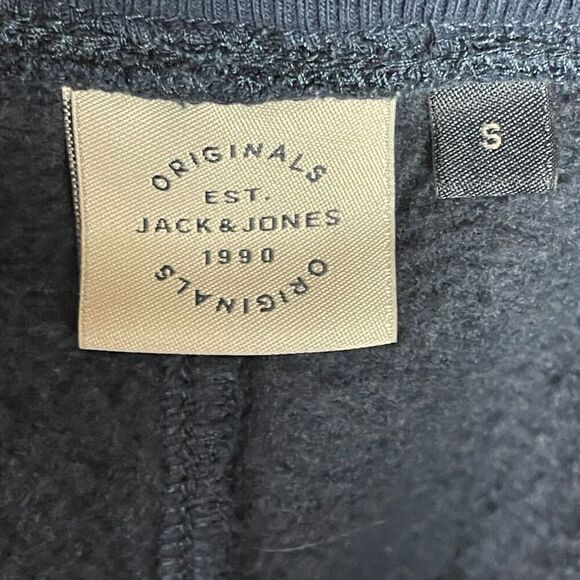 ORIGINALS
EST.
JACK & JONES
1990
ORIGINALS
S